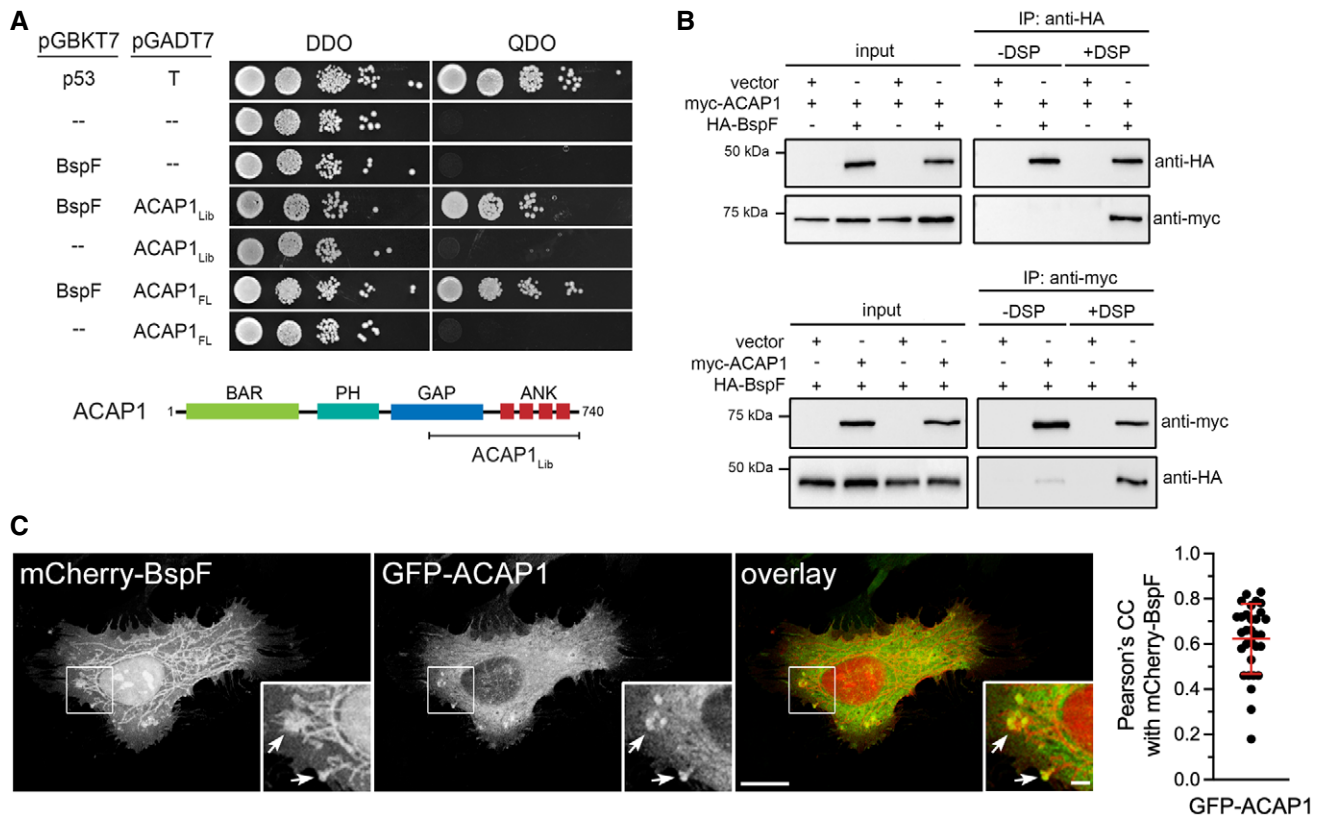 A
pGBKT7 pGADT7 DDO QDO
p53 T
-- --
BspF --
BspF ACAP1Lib
-- ACAP1Lib
BspF ACAP1FL
-- ACAP1FL
BAR PH GAP ANK
ACAP1 1 740
ACAP1Lib
B
IP: anti-HA
input -DSP +DSP
vector + - + - + - + -
myc-ACAP1 + + + + + + + +
HA-BspF - + - + - + - +
50 kDa anti-HA
75 kDa anti-myc
IP: anti-myc
input -DSP +DSP
vector + - + - + - + -
myc-ACAP1 - + - + - + - +
HA-BspF + + + + + + + +
75 kDa anti-myc
50 kDa anti-HA
C
mCherry-BspF GFP-ACAP1 overlay
Pearson's CC
with mCherry-BspF
1.0
0.8
0.6
0.4
0.2
0.0
GFP-ACAP1